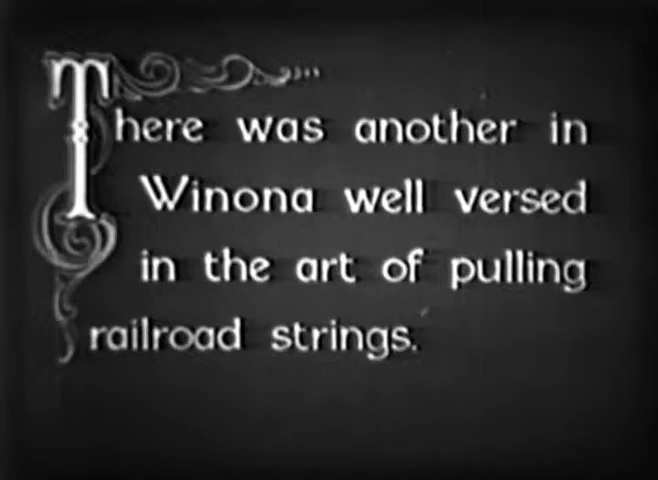 There was another in
Winona well versed
in the art of pulling
railroad strings.